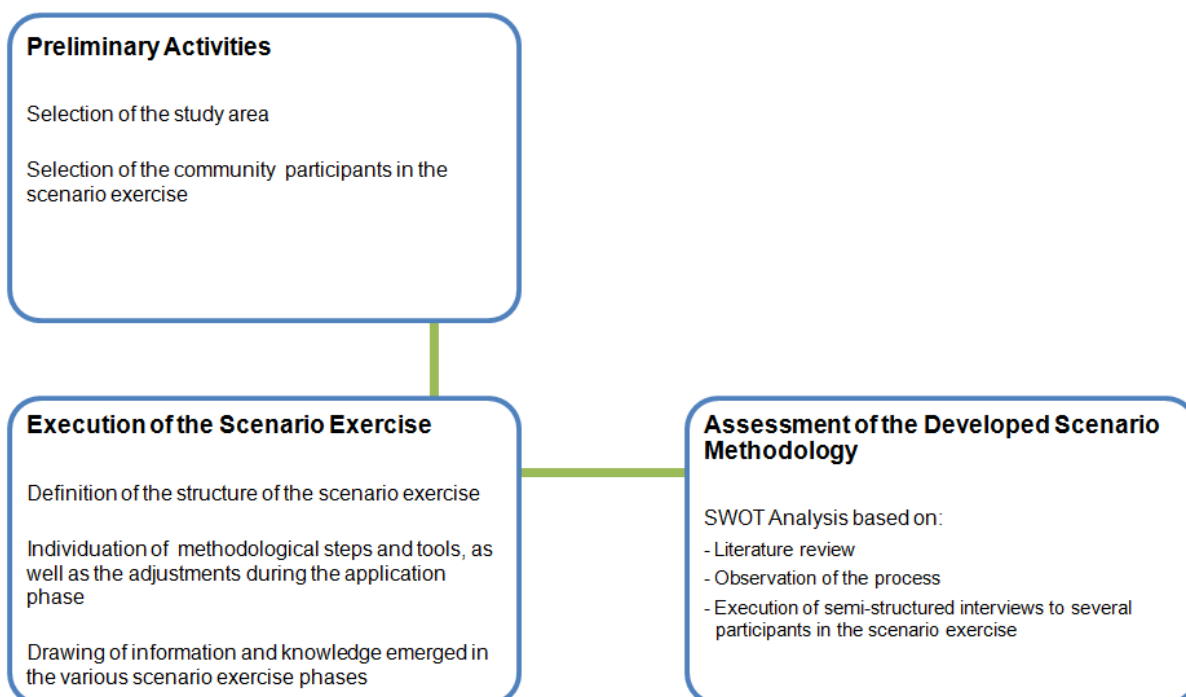 Preliminary Activities
Selection of the study area
Selection of the community participants in the
scenario exercise
Execution of the Scenario Exercise
Definition of the structure of the scenario exercise
Individuation of methodological steps and tools, as
well as the adjustments during the application
phase
Drawing of information and knowledge emerged in
the various scenario exercise phases
Assessment of the Developed Scenario
Methodology
SWOT Analysis based on:
- Literature review
- Observation of the process
- Execution of semi-structured interviews to several
participants in the scenario exercise